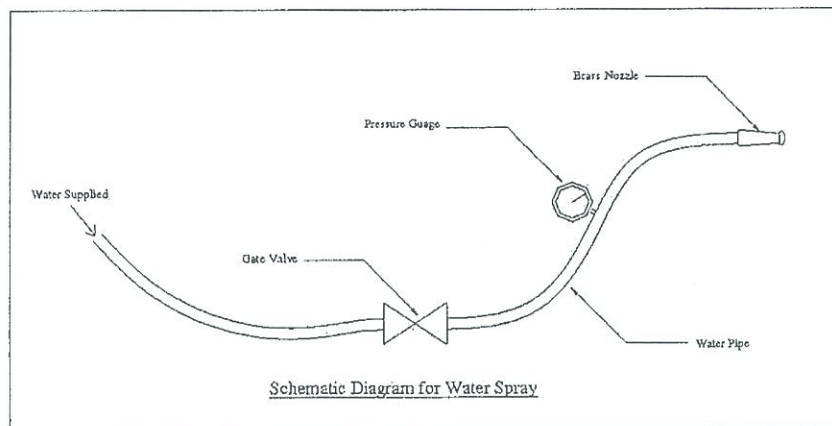 Brass Nozzle
Pressure Guage
Water Supplied
Gate Valve
Water Pipe
Schematic Diagram for Water Spray